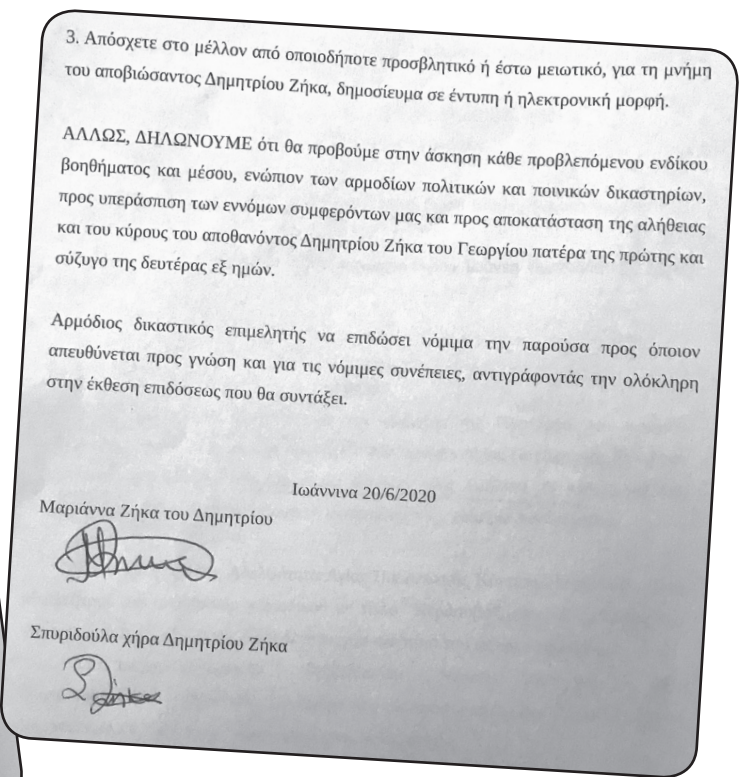 3. Απόσχετε στο μέλλον από οποιοδήποτε προσβλητικό ή έστω μειωτικό, για τη μνήμη
του αποβιώσαντος Δημητρίου Ζήκα, δημοσίευμα σε έντυπη ή ηλεκτρονική μορφή.
ΑΛΛΩΣ, ΔΗΛΩΝΟΥΜΕ ότι θα προβούμε στην άσκηση κάθε προβλεπόμενου ενδίκου
βοηθήματος και μέσου, ενώπιον των αρμοδίων πολιτικών και ποινικών δικαστηρίων,
προς υπεράσπιση των εννόμων συμφερόντων μας και προς αποκατάσταση της αλήθειας
και του κύρους του αποθανόντος Δημητρίου Ζήκα του Γεωργίου πατέρα της πρώτης και
σύζυγο της δευτέρας εξ ημών.
Αρμόδιος δικαστικός επιμελητής να επιδώσει νόμιμα την παρούσα προς όποιον
απευθύνεται προς γνώση και για τις νόμιμες συνέπειες, αντιγράφοντάς την ολόκληρη
στην έκθεση επιδόσεως που θα συντάξει.
Ιωάννινα 20/6/2020
Μαριάννα Ζήκα του Δημητρίου
Σπυριδούλα χήρα Δημητρίου Ζήκα